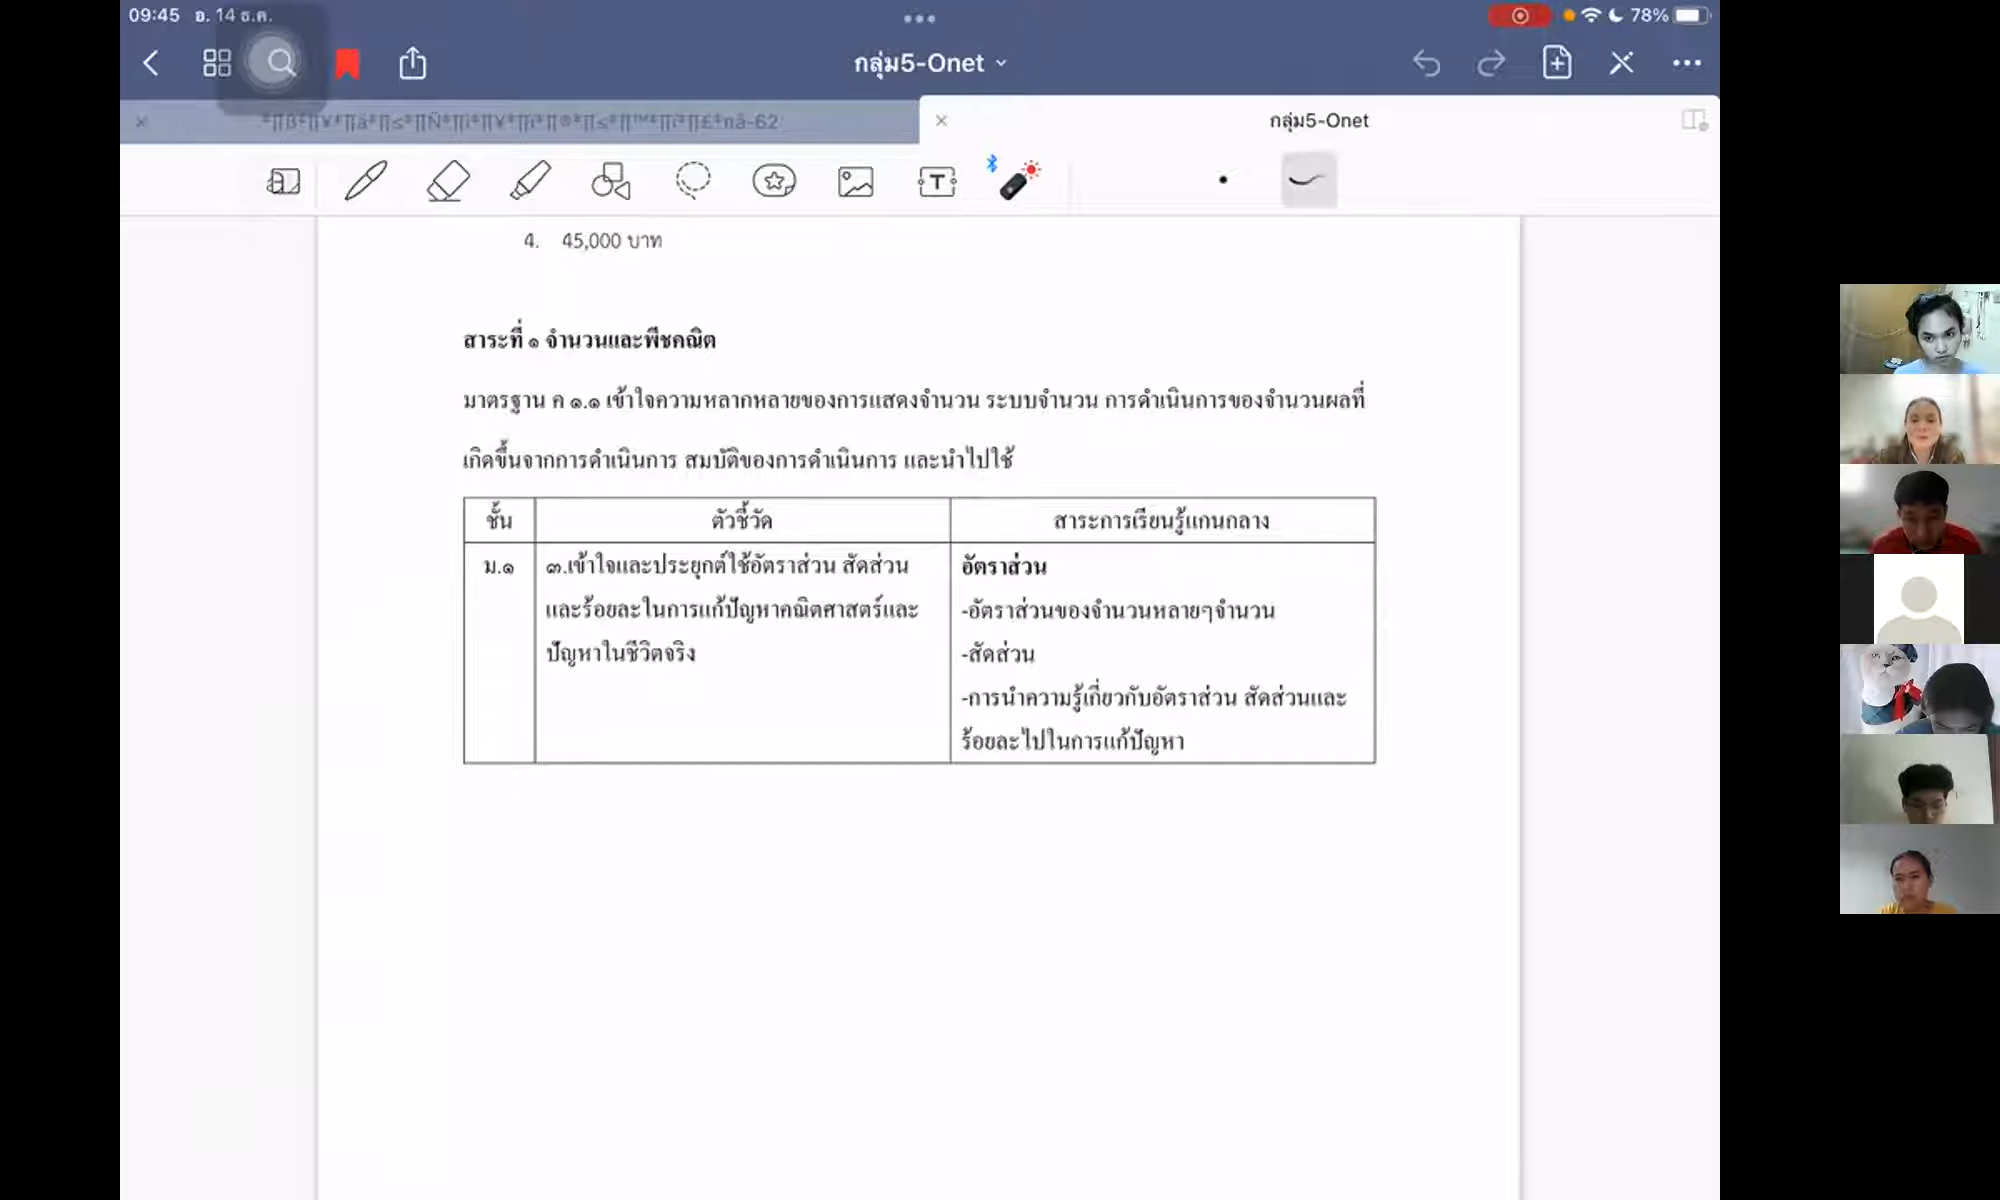 09:45 อ. 14 ธ.ค.
78%
กลุ่ม5-Onet
กลุ่ม5-Onet
4. 45,000 บาท
สาระที่ ๑ จำนวนและพีชคณิต
มาตรฐาน ค ๑.๑ เข้าใจความหลากหลายของการแสดงจำนวน ระบบจำนวน การดำเนินการของจำนวนผลที่
เกิดขึ้นจากการดำเนินการ สมบัติของการดำเนินการ และนำไปใช้
ชั้น ตัวชี้วัด สาระการเรียนรู้แกนกลาง
ม.๑ ๓.เข้าใจและประยุกต์ใช้อัตราส่วน สัดส่วน
และร้อยละในการแก้ปัญหาคณิตศาสตร์และ
ปัญหาในชีวิตจริง
อัตราส่วน
-อัตราส่วนของจำนวนหลายๆจำนวน
-สัดส่วน
-การนำความรู้เกี่ยวกับอัตราส่วน สัดส่วนและ
ร้อยละไปในการแก้ปัญหา